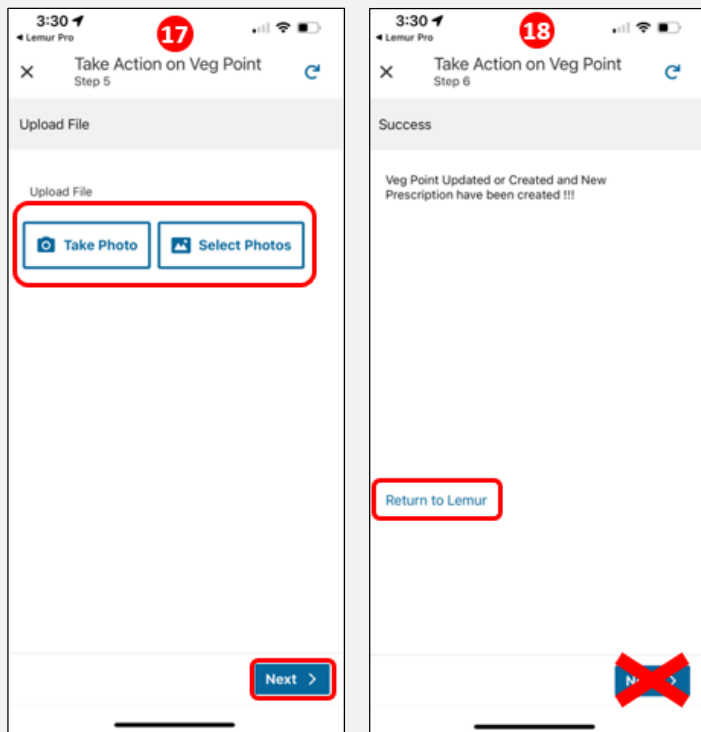 3:30
17
Lemur Pro
Take Action on Veg Point
Step 5
Upload File
Upload File
Take Photo
Select Photos
Next
3:30
18
Lemur Pro
Take Action on Veg Point
Step 6
Success
Veg Point Updated or Created and New
Prescription have been created !!!
Return to Lemur